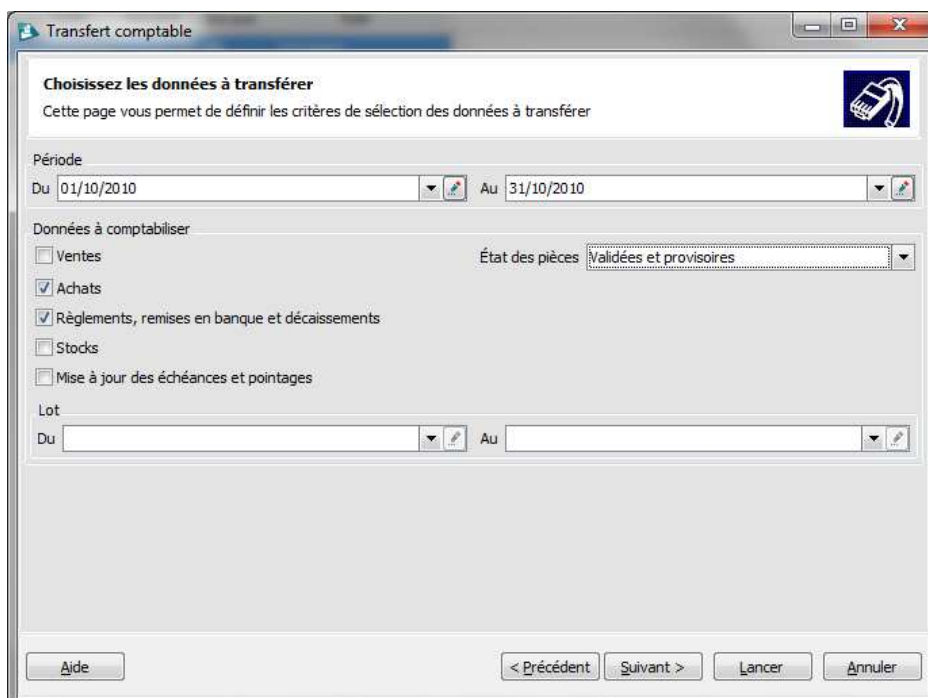 Transfert comptable
Choisissez les données à transférer
Cette page vous permet de définir les critères de sélection des données à transférer
Période
Du 01/10/2010 Au 31/10/2010
Données à comptabiliser
Ventes État des pièces Validées et provisoires
Achats
Règlements, remises en banque et décaissements
Stocks
Mise à jour des échéances et pointages
Lot
Du Au
Aide < Précédent Suivant > Lancer Annuler